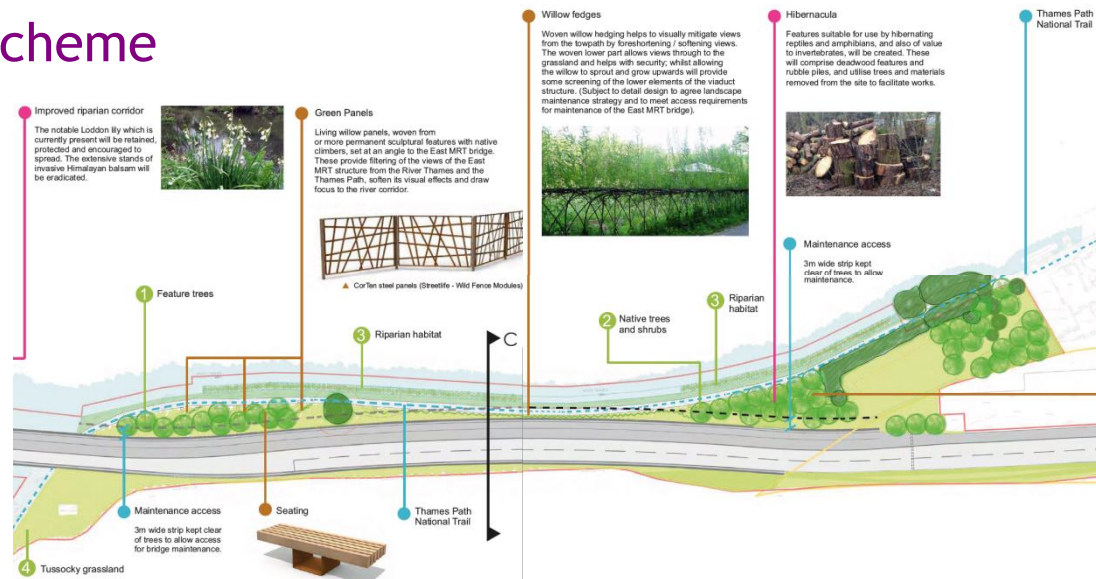 cheme
Improved riparian corridor
The notable Loddon lily which is
currently present will be retained,
protected and encouraged to
spread. The extensive stands of
invasive Himalayan balsam will
be eradicated.
Green Panels
Living willow panels, woven from
or more permanent sculptural features with native
climbers, set at an angle to the East MRT bridge.
These provide filtering of the views of the East
MRT structure from the River Thames and the
Thames Path, soften its visual effects and draw
focus to the river corridor.
CorTen steel panels (Streetlife - Wild Fence Modules)
Willow fedges
Woven willow hedging helps to visually mitigate views
from the towpath by foreshortening / softening views.
The woven lower part allows views through to the
grassland and helps with security; whilst allowing
the willow to sprout and grow upwards will provide
some screening of the lower elements of the viaduct
structure. (Subject to detail design to agree landscape
maintenance strategy and to meet access requirements
for maintenance of the East MRT bridge).
Hibernacula
Features suitable for use by hibernating
reptiles and amphibians, and also of value
to invertebrates, will be created. These
will comprise deadwood features and
rubble piles, and utilise trees and materials
removed from the site to facilitate works.
Thames Path
National Trail
Maintenance access
3m wide strip kept
clear of trees to allow
maintenance.
1 Feature trees
3 Riparian habitat
C
2 Native trees
and shrubs
3 Riparian
habitat
Maintenance access
3m wide strip kept clear
of trees to allow access
for bridge maintenance.
Seating
Thames Path
National Trail
4 Tussocky grassland